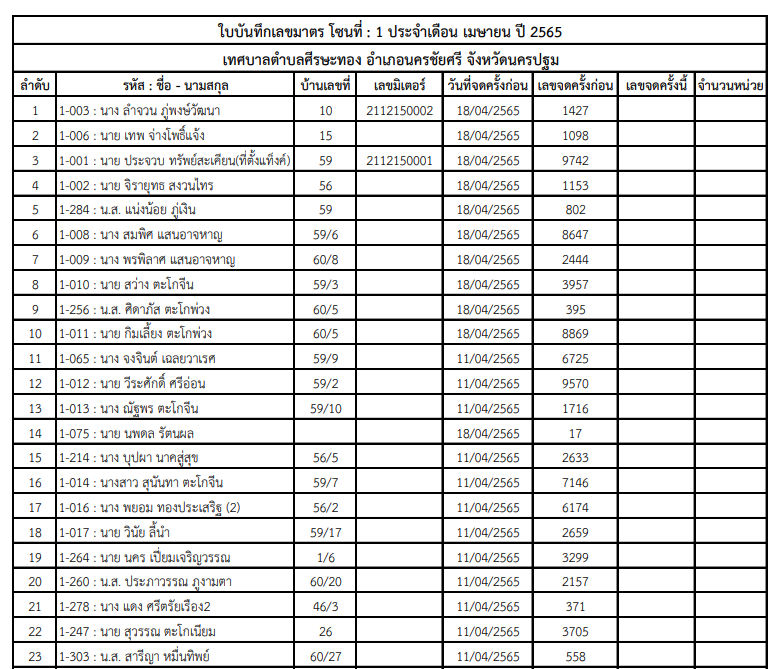 ใบบันทึกเลขมาตร โซนที่ : 1 ประจำเดือน เมษายน ปี 2565
เทศบาลตำบลศีรษะทอง อำเภอนครชัยศรี จังหวัดนครปฐม
ลำดับ รหัส : ชื่อ - นามสกุล บ้านเลขที่ เลขมิเตอร์ วันที่จดครั้งก่อน เลขจดครั้งก่อน เลขจดครั้งนี้ จำนวนหน่วย
1 1-003 : นาง ลำจวน ภู่พงษ์วัฒนา 10 2112150002 18/04/2565 1427
2 1-006 : นาย เทพ จ่างโพธิ์แจ้ง 15 18/04/2565 1098
3 1-001 : นาย ประจวบ ทรัพย์สะเคียน(ที่ตั้งแท็งค์) 59 2112150001 18/04/2565 9742
4 1-002 : นาย จิรายุทธ สงวนไทร 56 18/04/2565 1153
5 1-284 : น.ส. แน่งน้อย ภู่เงิน 59 18/04/2565 802
6 1-008 : นาง สมพิศ แสนอาจหาญ 59/6 18/04/2565 8647
7 1-009 : นาง พรพิลาศ แสนอาจหาญ 60/8 18/04/2565 2444
8 1-010 : นาย สว่าง ตะโกจีน 59/3 18/04/2565 3957
9 1-256 : น.ส. ศิดาภัส ตะโกพ่วง 60/5 18/04/2565 395
10 1-011 : นาย กิมเลี้ยง ตะโกพ่วง 60/5 18/04/2565 8869
11 1-065 : นาง จงจินต์ เฉลยวาเรศ 59/9 11/04/2565 6725
12 1-012 : นาย วีระศักดิ์ ศรีอ่อน 59/2 11/04/2565 9570
13 1-013 : นาง ณัฐพร ตะโกจีน 59/10 11/04/2565 1716
14 1-075 : นาย นพดล รัตนผล 18/04/2565 17
15 1-214 : นาง บุปผา นาคสู่สุข 56/5 11/04/2565 2633
16 1-014 : นางสาว สุนันทา ตะโกจีน 59/7 11/04/2565 7146
17 1-016 : นาง พยอม ทองประเสริฐ (2) 56/2 11/04/2565 6174
18 1-017 : นาย วินัย ลี้นำ 59/17 11/04/2565 2659
19 1-264 : นาย นคร เปี่ยมเจริญวรรณ 1/6 11/04/2565 3299
20 1-260 : น.ส. ประภาวรรณ ภูงามตา 60/20 11/04/2565 2157
21 1-278 : นาง แดง ศรีตรัยเรือง2 46/3 11/04/2565 371
22 1-247 : นาย สุวรรณ ตะโกเนียม 26 11/04/2565 3705
23 1-303 : น.ส. สารีญา หมื่นทิพย์ 60/27 11/04/2565 558